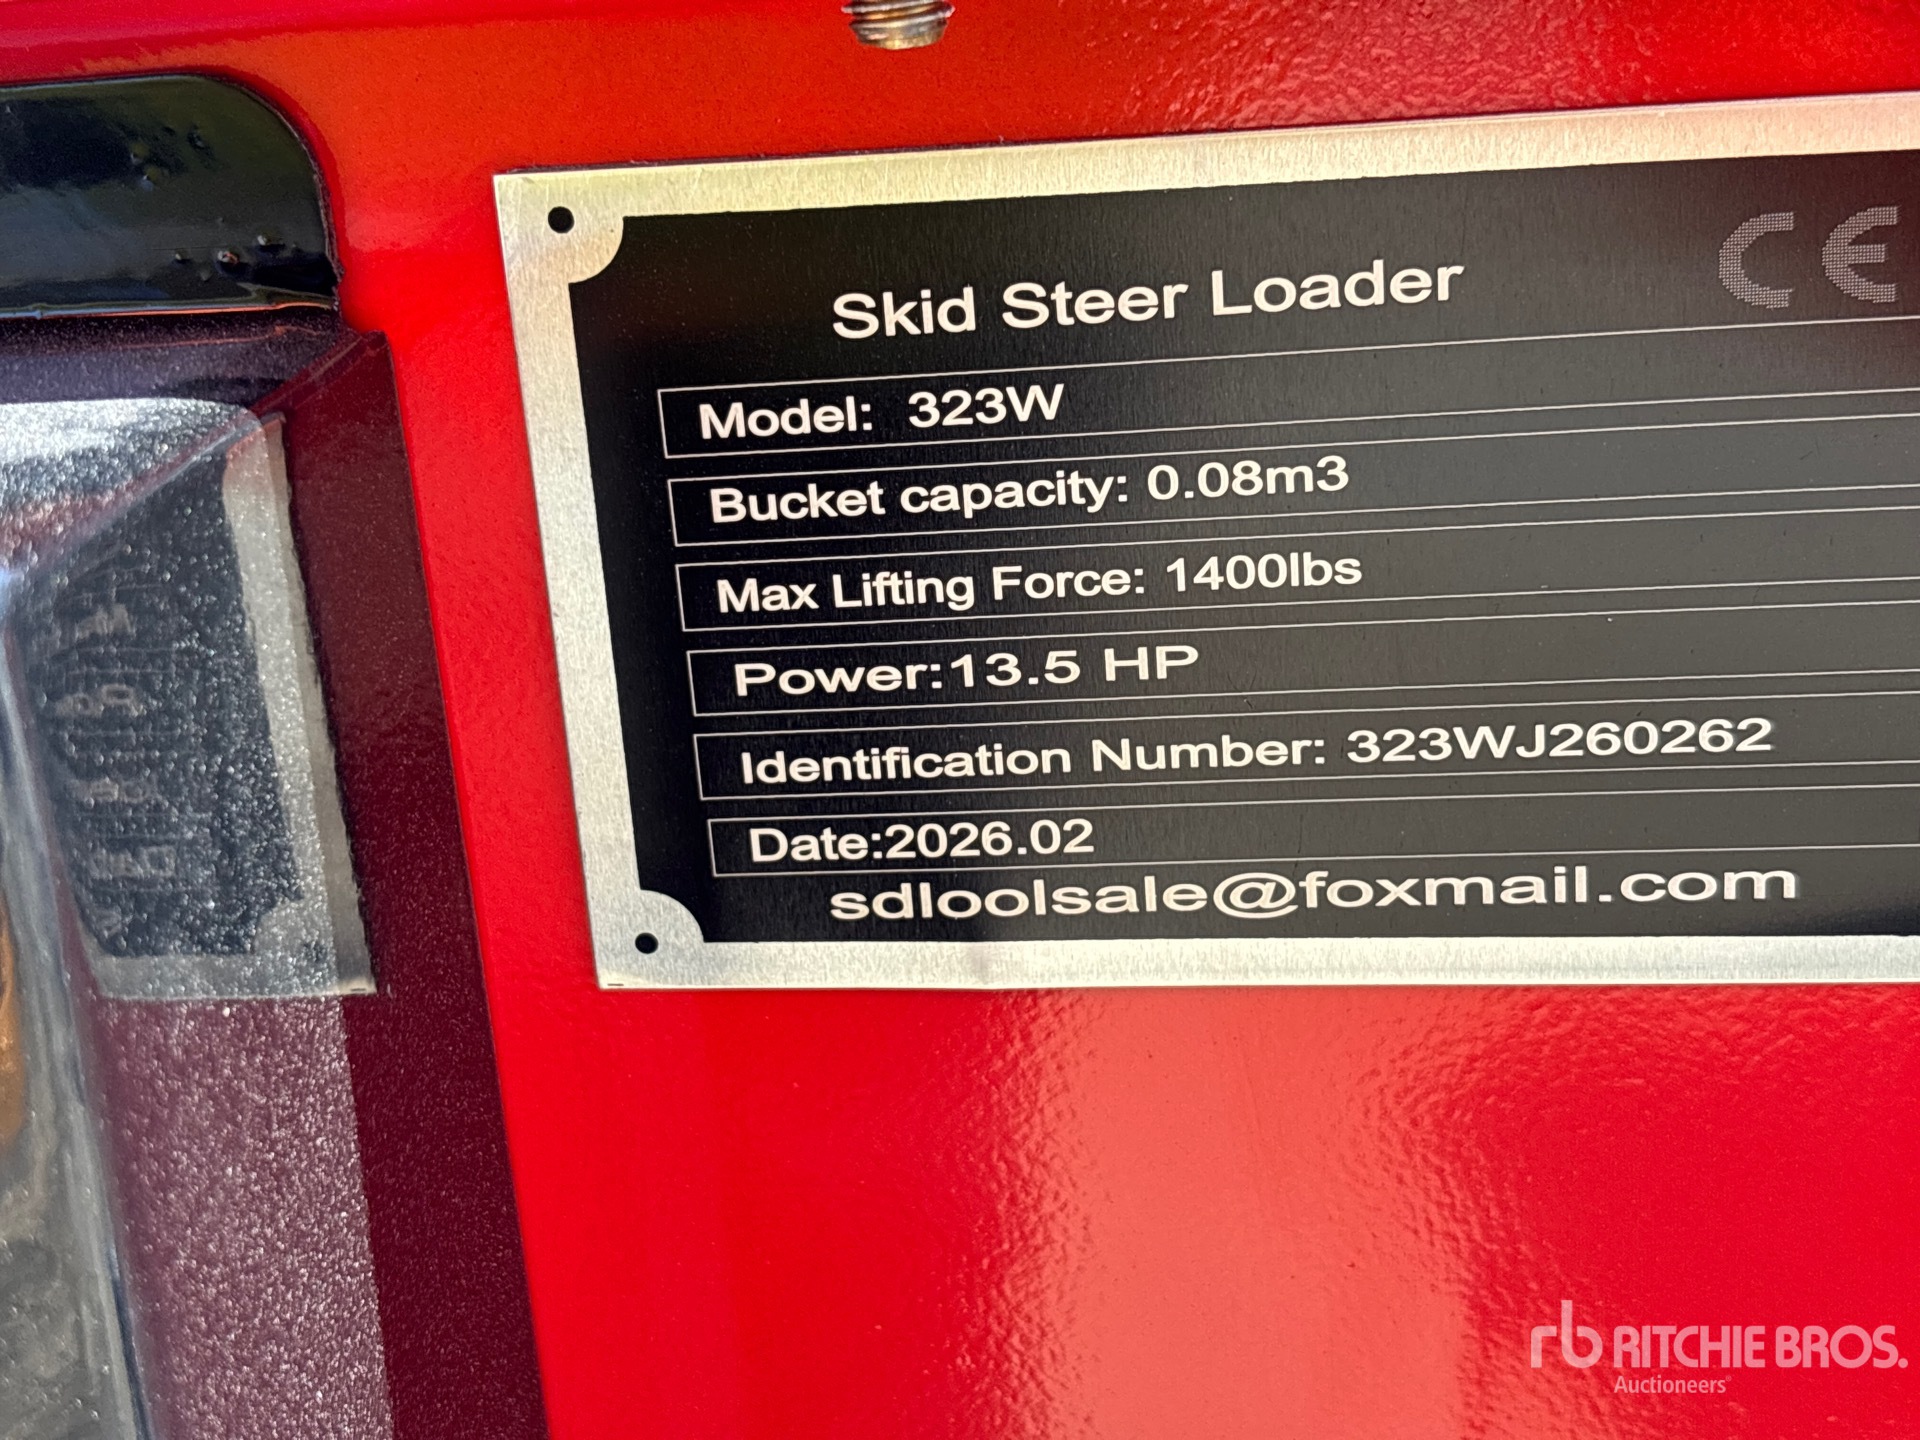 CE
Skid Steer Loader
Model: 323W
Bucket capacity: 0.08m3
Max Lifting Force: 1400lbs
Power:13.5 HP
Identification Number: 323WJ260262
Date:2026.02
sdloolsale@foxmail.com
rb RITCHIE BROS.
Auctioneers